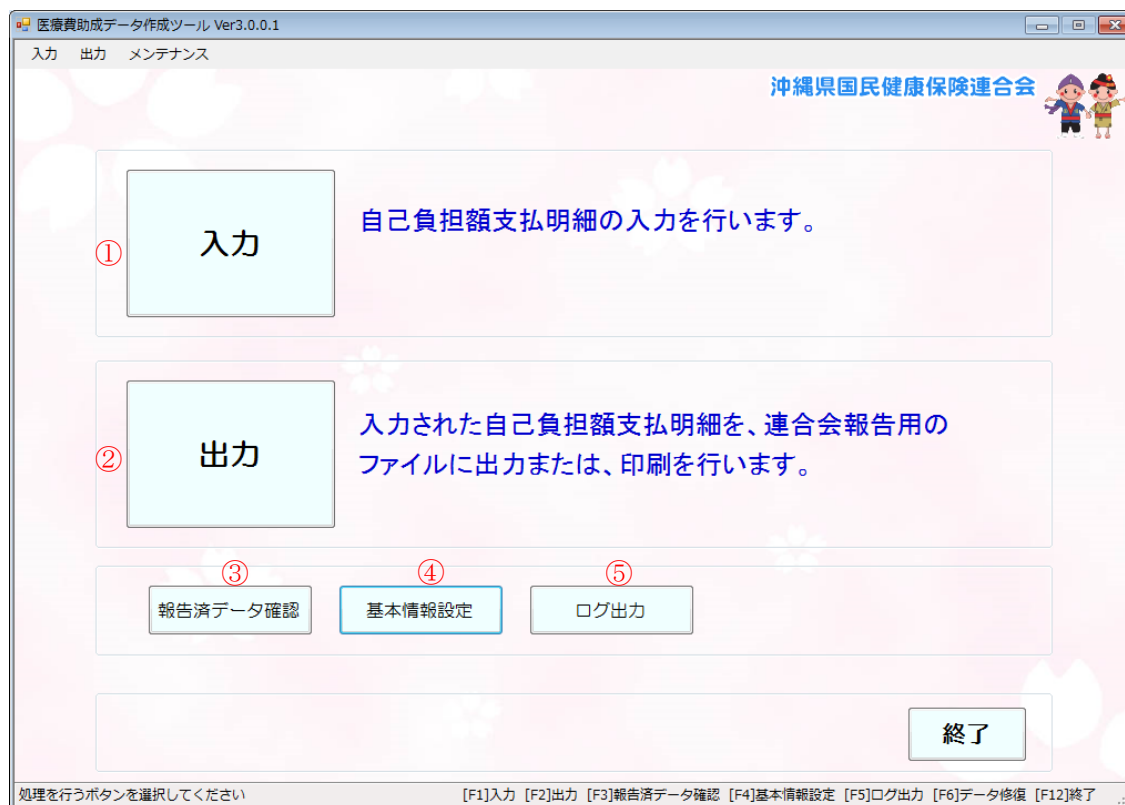 医療費助成データ作成ツール Ver3.0.0.1
入力 出力 メンテナンス
沖縄県国民健康保険連合会
①
入力
自己負担額支払明細の入力を行います。
②
出力
入力された自己負担額支払明細を、連合会報告用の
ファイルに出力または、印刷を行います。
③ ④ ⑤
報告済データ確認 基本情報設定 ログ出力
終了
処理を行うボタンを選択してください [F1]入力 [F2]出力 [F3]報告済データ確認 [F4]基本情報設定 [F5]ログ出力 [F6]データ修復 [F12]終了